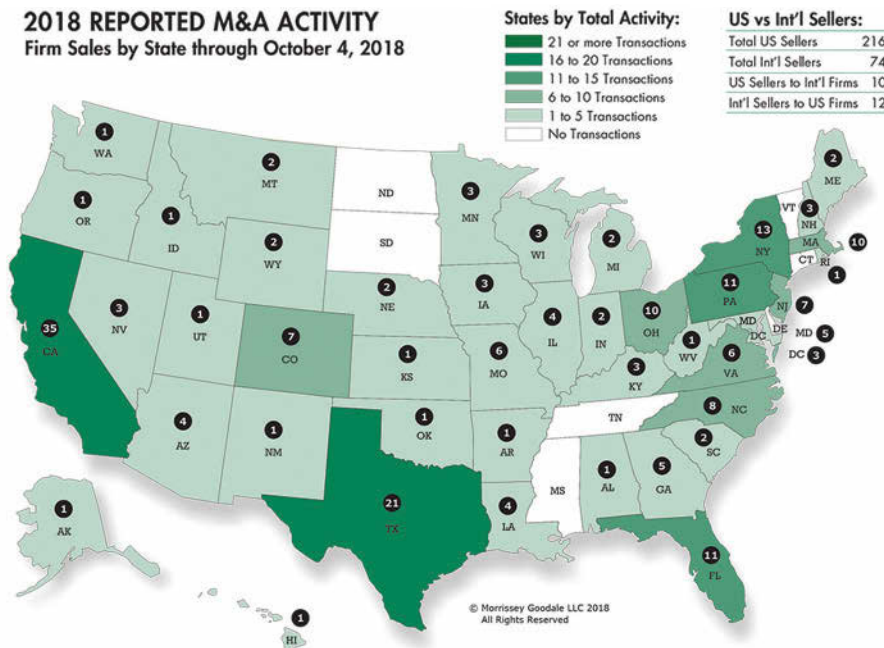 2018 REPORTED M&A ACTIVITY
Firm Sales by State through October 4, 2018
States by Total Activity:
21 or more Transactions
16 to 20 Transactions
11 to 15 Transactions
6 to 10 Transactions
1 to 5 Transactions
No Transactions
US vs Int'l Sellers:
Total US Sellers 216
Total Int'l Sellers 74
US Sellers to Int'l Firms 10
Int'l Sellers to US Firms 12
1
WA
1
OR
1
ID
2
MT
2
WY
ND
SD
2
NE
3
MN
3
WI
2
MI
3
IA
35
CA
3
NV
1
UT
7
CO
1
KS
6
MO
4
IL
2
IN
10
OH
3
KY
1
WV
6
VA
8
NC
2
SC
11
PA
13
NY
VT
3
NH
2
ME
MA
10
CT
RI
1
NJ
7
MD
DE
DC
MD 5
DC 3
4
AZ
1
NM
1
OK
1
AR
TN
MS
1
AL
5
GA
21
TX
4
LA
11
FL
1
AK
1
HI
© Morrissey Goodale LLC 2018
All Rights Reserved